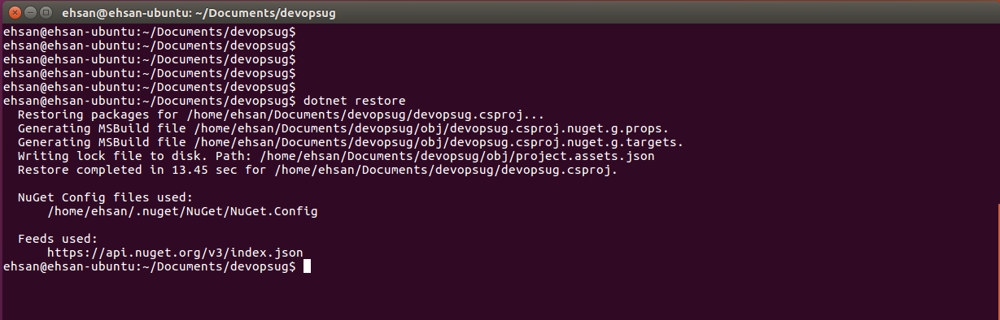 ehsan@ehsan-ubuntu: ~/Documents/devopsug
ehsan@ehsan-ubuntu:~/Documents/devopsug$
ehsan@ehsan-ubuntu:~/Documents/devopsug$
ehsan@ehsan-ubuntu:~/Documents/devopsug$
ehsan@ehsan-ubuntu:~/Documents/devopsug$
ehsan@ehsan-ubuntu:~/Documents/devopsug$
ehsan@ehsan-ubuntu:~/Documents/devopsug$ dotnet restore
  Restoring packages for /home/ehsan/Documents/devopsug/devopsug.csproj...
  Generating MSBuild file /home/ehsan/Documents/devopsug/obj/devopsug.csproj.nuget.g.props.
  Generating MSBuild file /home/ehsan/Documents/devopsug/obj/devopsug.csproj.nuget.g.targets.
  Writing lock file to disk. Path: /home/ehsan/Documents/devopsug/obj/project.assets.json
  Restore completed in 13.45 sec for /home/ehsan/Documents/devopsug/devopsug.csproj.
  NuGet Config files used:
      /home/ehsan/.nuget/NuGet/NuGet.Config
  Feeds used:
      https://api.nuget.org/v3/index.json
ehsan@ehsan-ubuntu:~/Documents/devopsug$